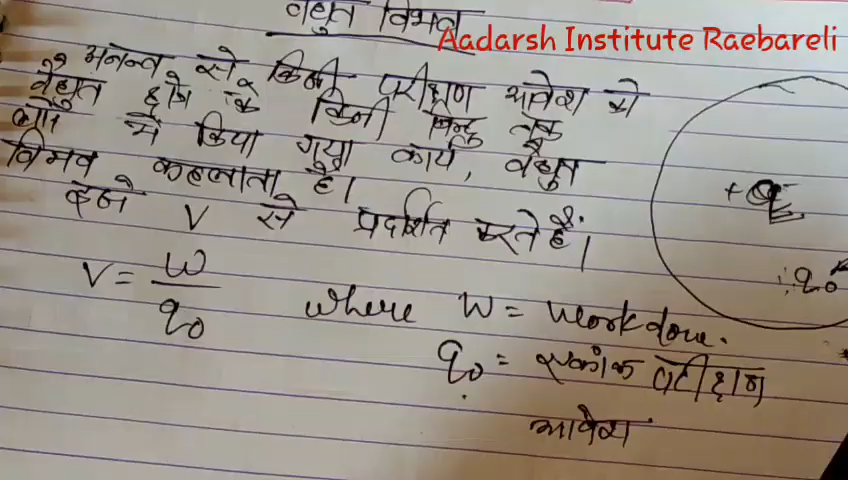 वैद्युत विभव
Aadarsh Institute Raebareli
अनन्त से किसी परीक्षण आवेश को
वैद्युत क्षेत्र के किसी बिन्दु तक
लाने में किया गया कार्य, वैद्युत
विभव कहलाता है।
इसे V से प्रदर्शित करते हैं।
V = W
q₀
where W = work done.
q₀ = एकांक परीक्षण
आवेश
+Q
q₀